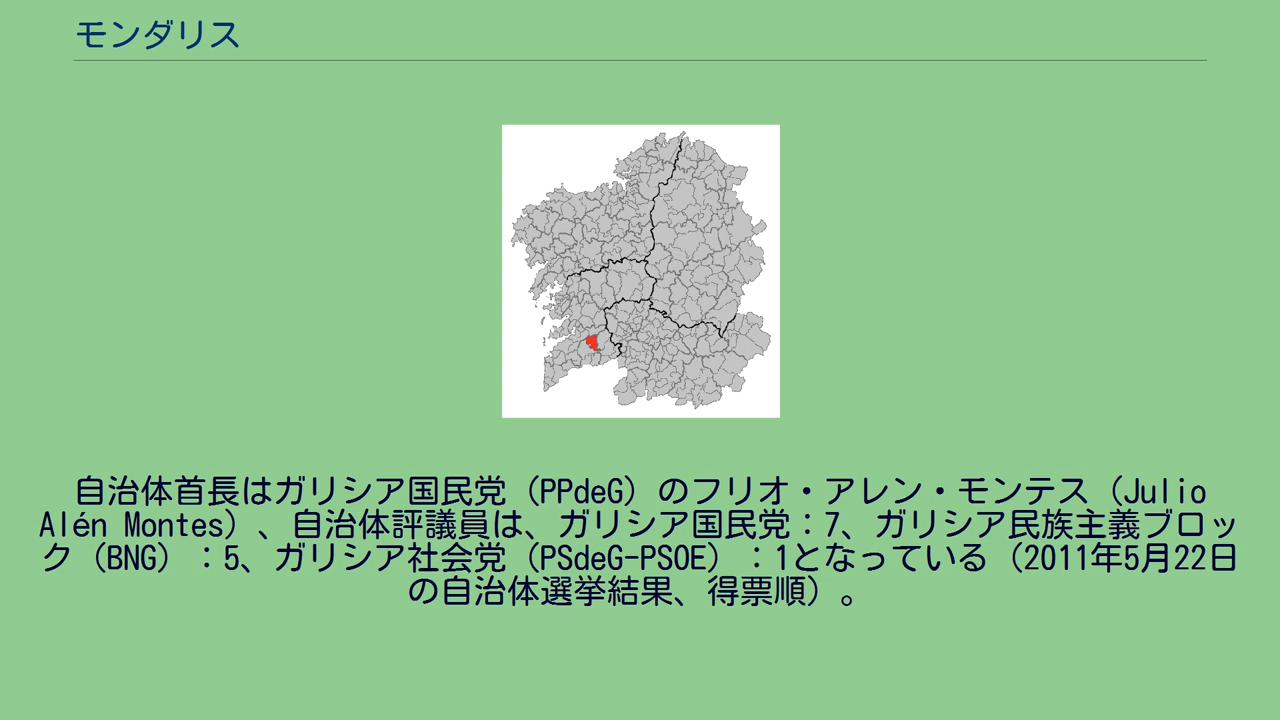 モンダリス
自治体首長はガリシア国民党（PPdeG）のフリオ・アレン・モンテス（Julio
Alén Montes）、自治体評議員は、ガリシア国民党：7、ガリシア民族主義ブロッ
ク（BNG）：5、ガリシア社会党（PSdeG-PSOE）：1となっている（2011年5月22日
の自治体選挙結果、得票順）。